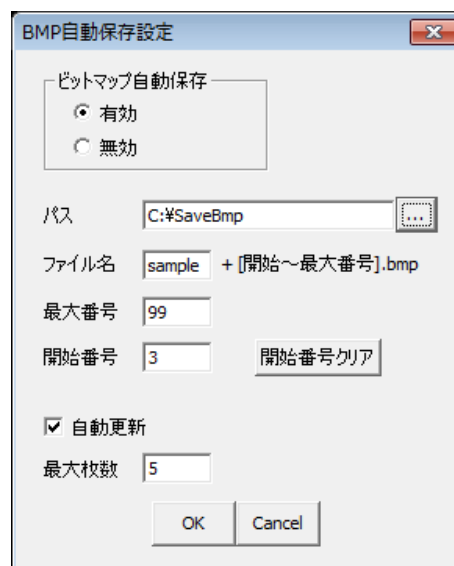 BMP自動保存設定
ビットマップ自動保存
有効
無効
パス C:¥SaveBmp ...
ファイル名 sample + [開始～最大番号].bmp
最大番号 99
開始番号 3 開始番号クリア
自動更新
最大枚数 5
OK Cancel